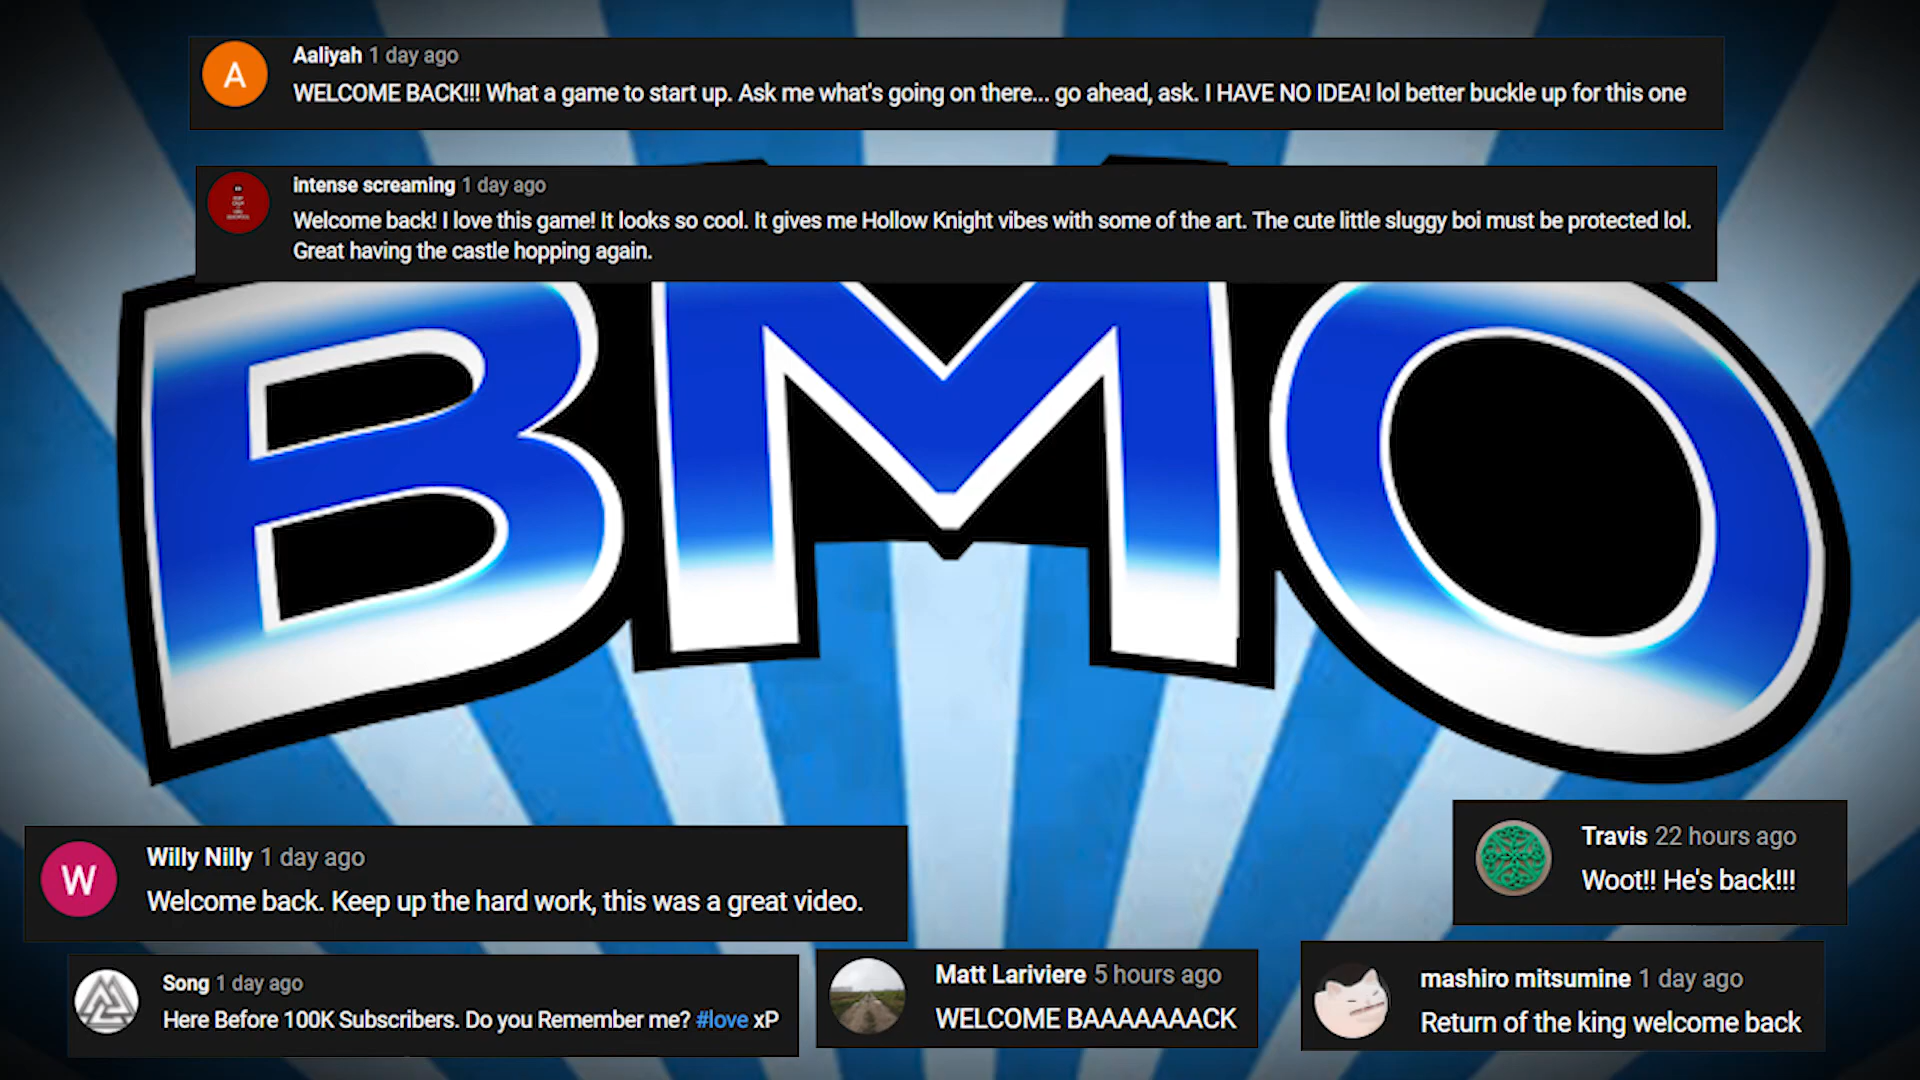 A
Aaliyah 1 day ago
WELCOME BACK!!! What a game to start up. Ask me what's going on there... go ahead, ask. I HAVE NO IDEA! lol better buckle up for this one
intense screaming 1 day ago
Welcome back! I love this game! It looks so cool. It gives me Hollow Knight vibes with some of the art. The cute little sluggy boi must be protected lol.
Great having the castle hopping again.
BMO
W
Willy Nilly 1 day ago
Welcome back. Keep up the hard work, this was a great video.
Travis 22 hours ago
Woot!! He's back!!!
Song 1 day ago
Here Before 100K Subscribers. Do you Remember me? #love xP
Matt Lariviere 5 hours ago
WELCOME BAAAAAAACK
mashiro mitsumine 1 day ago
Return of the king welcome back